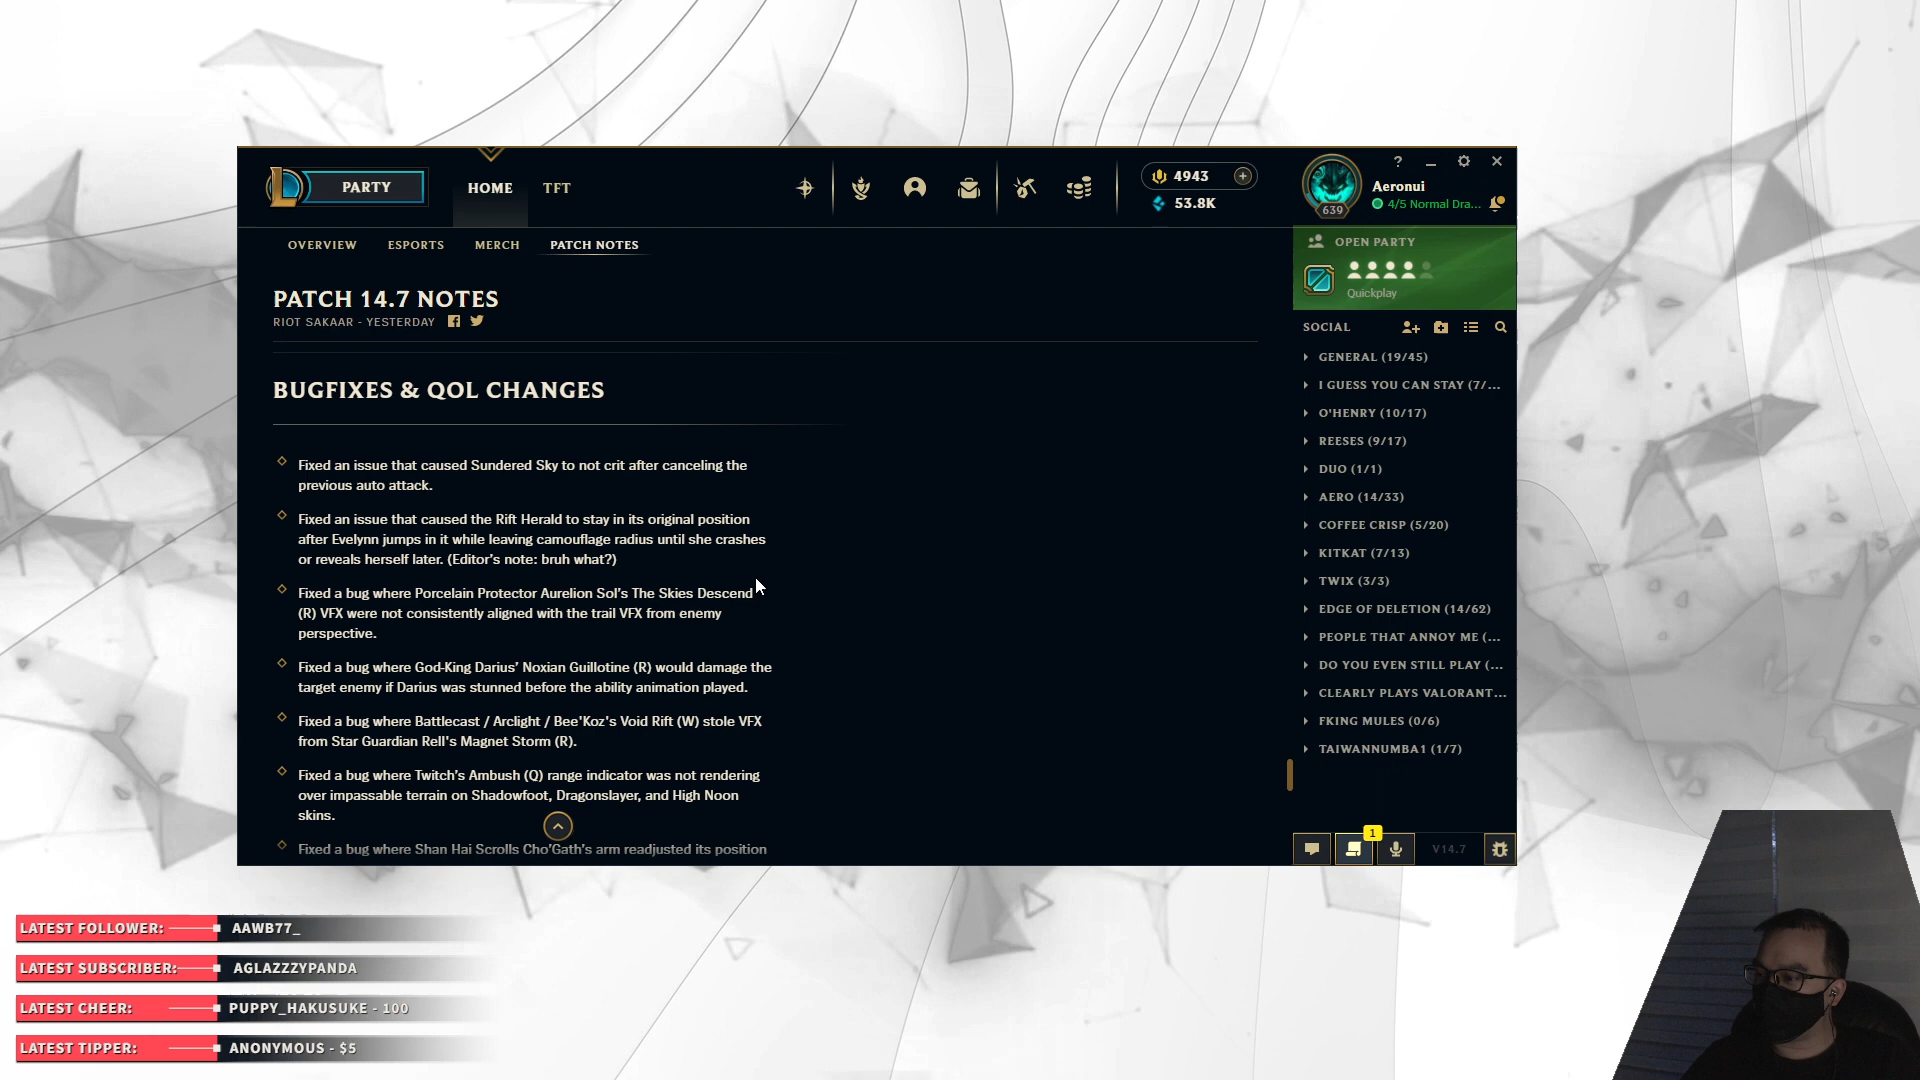 PARTY
HOME
TFT
4943
53.8K
639
Aeronui
4/5 Normal Dra...
OVERVIEW
ESPORTS
MERCH
PATCH NOTES
OPEN PARTY
Quickplay
PATCH 14.7 NOTES
RIOT SAKAAR - YESTERDAY
BUGFIXES & QOL CHANGES
Fixed an issue that caused Sundered Sky to not crit after canceling the
previous auto attack.
Fixed an issue that caused the Rift Herald to stay in its original position
after Evelynn jumps in it while leaving camouflage radius until she crashes
or reveals herself later. (Editor's note: bruh what?)
Fixed a bug where Porcelain Protector Aurelion Sol's The Skies Descend
(R) VFX were not consistently aligned with the trail VFX from enemy
perspective.
Fixed a bug where God-King Darius' Noxian Guillotine (R) would damage the
target enemy if Darius was stunned before the ability animation played.
Fixed a bug where Battlecast / Arclight / Bee'Koz's Void Rift (W) stole VFX
from Star Guardian Rell's Magnet Storm (R).
Fixed a bug where Twitch's Ambush (Q) range indicator was not rendering
over impassable terrain on Shadowfoot, Dragonslayer, and High Noon
skins.
Fixed a bug where Shan Hai Scrolls Cho'Gath's arm readjusted its position
SOCIAL
GENERAL (19/45)
I GUESS YOU CAN STAY (7/...
O'HENRY (10/17)
REESES (9/17)
DUO (1/1)
AERO (14/33)
COFFEE CRISP (5/20)
KITKAT (7/13)
TWIX (3/3)
EDGE OF DELETION (14/62)
PEOPLE THAT ANNOY ME (...
DO YOU EVEN STILL PLAY (...
CLEARLY PLAYS VALORANT...
FKING MULES (0/6)
TAIWANNUMBA1 (1/7)
1
V14.7
LATEST FOLLOWER: AAWB77_
LATEST SUBSCRIBER: AGLAZZZYPANDA
LATEST CHEER: PUPPY_HAKUSUKE - 100
LATEST TIPPER: ANONYMOUS - $5